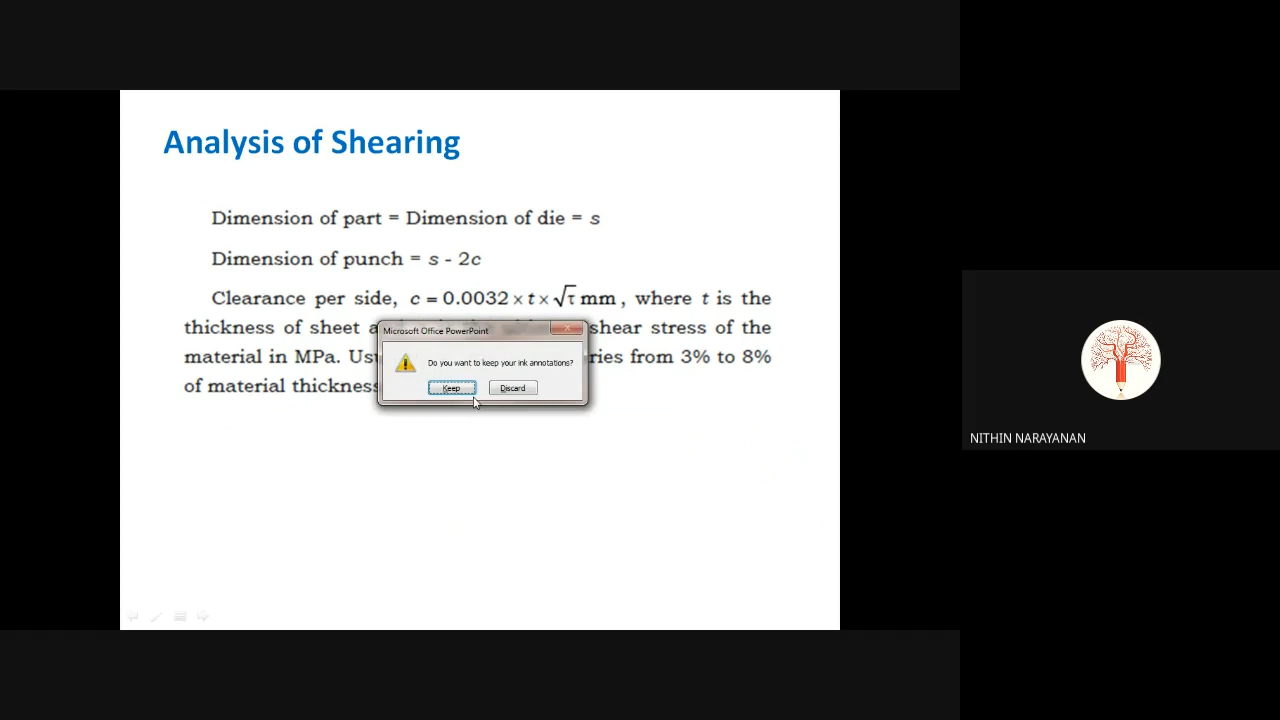 Analysis of Shearing
Dimension of part = Dimension of die = s
Dimension of punch = s - 2c
Clearance per side, c = 0.0032 × t × √τ mm , where t is the
thickness of sheet shear stress of the
material in MPa. ries from 3% to 8%
of material thickness
Microsoft Office PowerPoint
Do you want to keep your ink annotations?
Keep Discard
NITHIN NARAYANAN